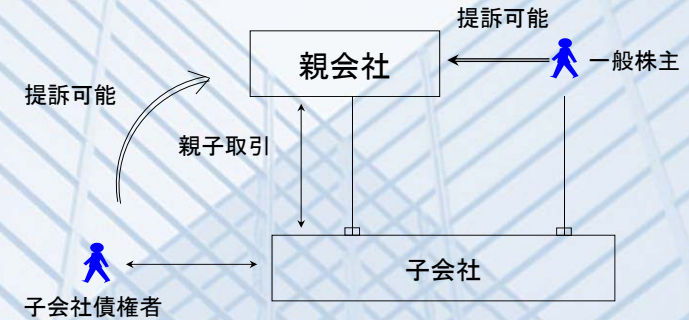 提訴可能
親会社
一般株主
提訴可能
親子取引
子会社
子会社債権者